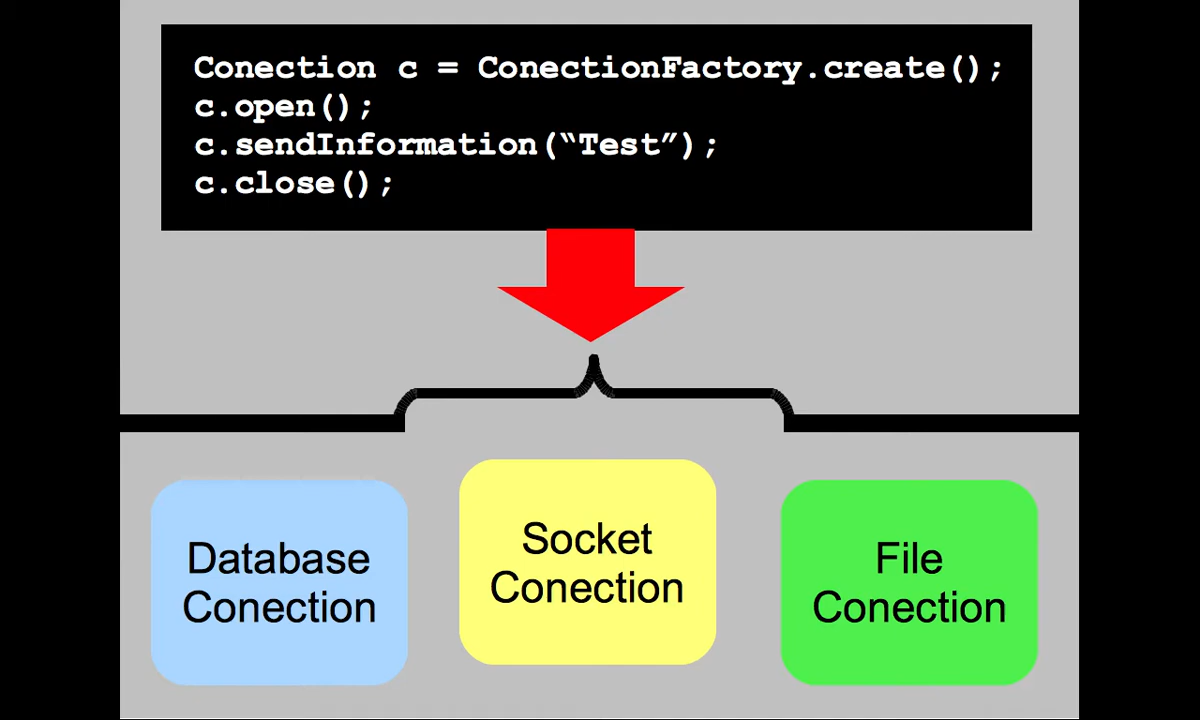 Conection c = ConectionFactory.create();
c.open();
c.sendInformation(“Test”);
c.close();
Database
Conection
Socket
Conection
File
Conection